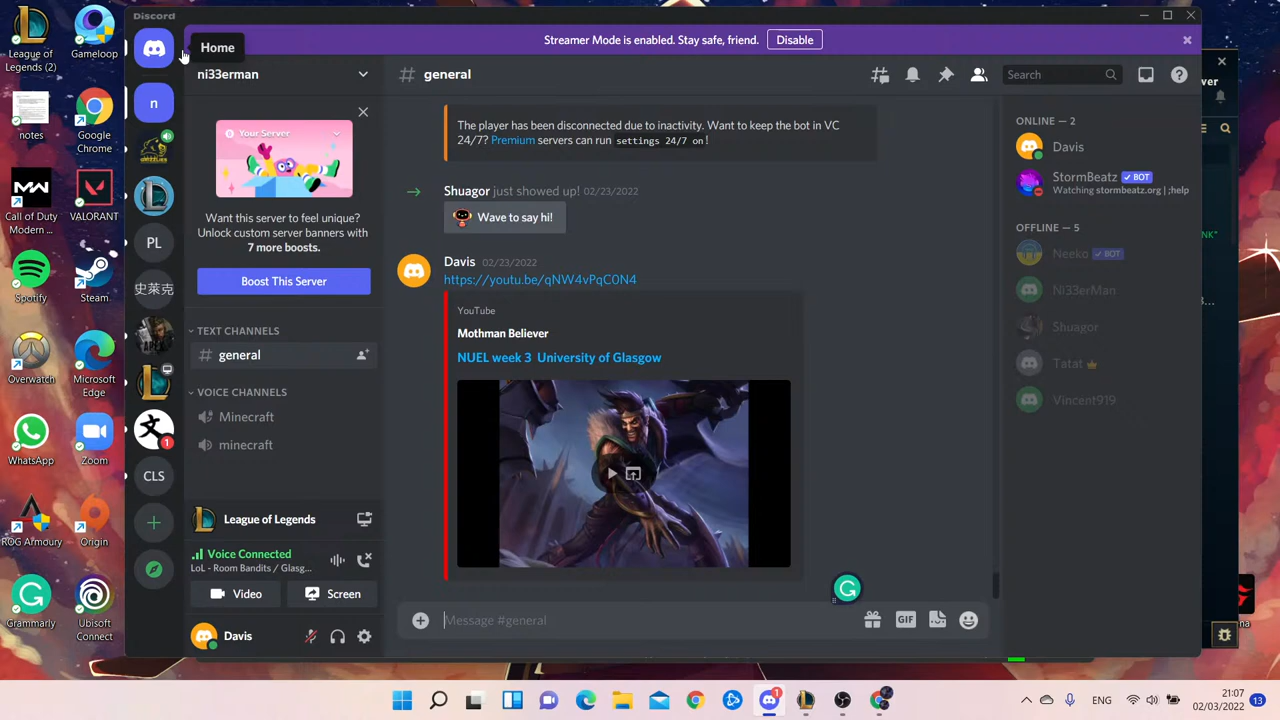 Discord
Home
Streamer Mode is enabled. Stay safe, friend.
Disable
League of
Legends (2)
Gameloop
notes
Google
Chrome
Call of Duty
Modern ...
VALORANT
Spotify
Steam
Overwatch
Microsoft
Edge
WhatsApp
Zoom
ROG Armoury
Origin
Grammarly
Ubisoft
Connect
n
PL
史莱克
文
1
CLS
ni33erman
Your Server
Want this server to feel unique?
Unlock custom server banners with
7 more boosts.
Boost This Server
TEXT CHANNELS
# general
VOICE CHANNELS
Minecraft
minecraft
League of Legends
Voice Connected
LoL - Room Bandits / Glasg...
Video
Screen
Davis
# general
Search
The player has been disconnected due to inactivity. Want to keep the bot in VC
24/7? Premium servers can run settings 24/7 on!
Shuagor just showed up! 02/23/2022
Wave to say hi!
Davis 02/23/2022
https://youtu.be/qNW4vPqC0N4
YouTube
Mothman Believer
NUEL week 3 University of Glasgow
Message #general
GIF
ONLINE – 2
Davis
StormBeatz BOT
Watching stormbeatz.org | ;help
OFFLINE – 5
Neeko BOT
Ni33erMan
Shuagor
Tatat
Vincent919
ver
NK"
s...
na
1
ENG
21:07
02/03/2022
13